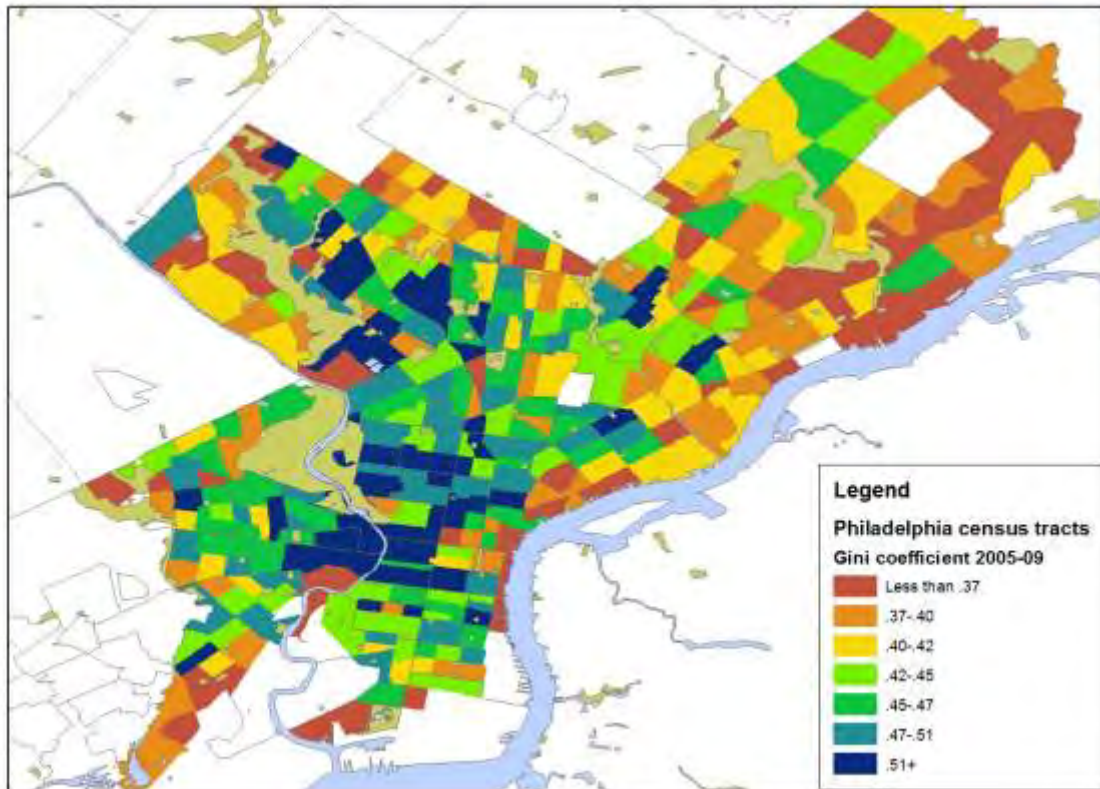 Legend
Philadelphia census tracts
Gini coefficient 2005-09
Less than .37
.37-.40
.40-.42
.42-.45
.45-.47
.47-.51
.51+